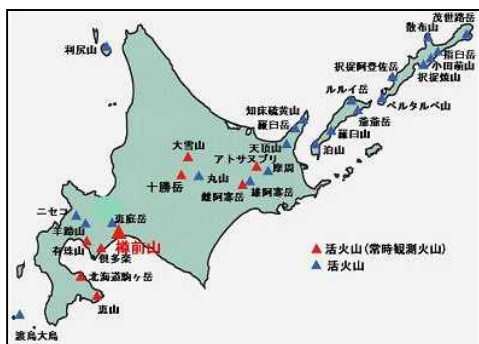 茂世路岳
散布山
指臼岳
小田萌山
択捉焼山
択捉阿登佐岳
ベルタルベ山
利尻山
ルルイ岳
爺爺岳
知床硫黄山
羅臼岳
羅臼山
天頂山
泊山
大雪山
アトサヌプリ
摩周
十勝岳
丸山
雌阿寒岳
雄阿寒岳
ニセコ
恵庭岳
羊蹄山
樽前山
有珠山
倶多楽
北海道駒ヶ岳
恵山
渡島大島
活火山(常時観測火山)
活火山